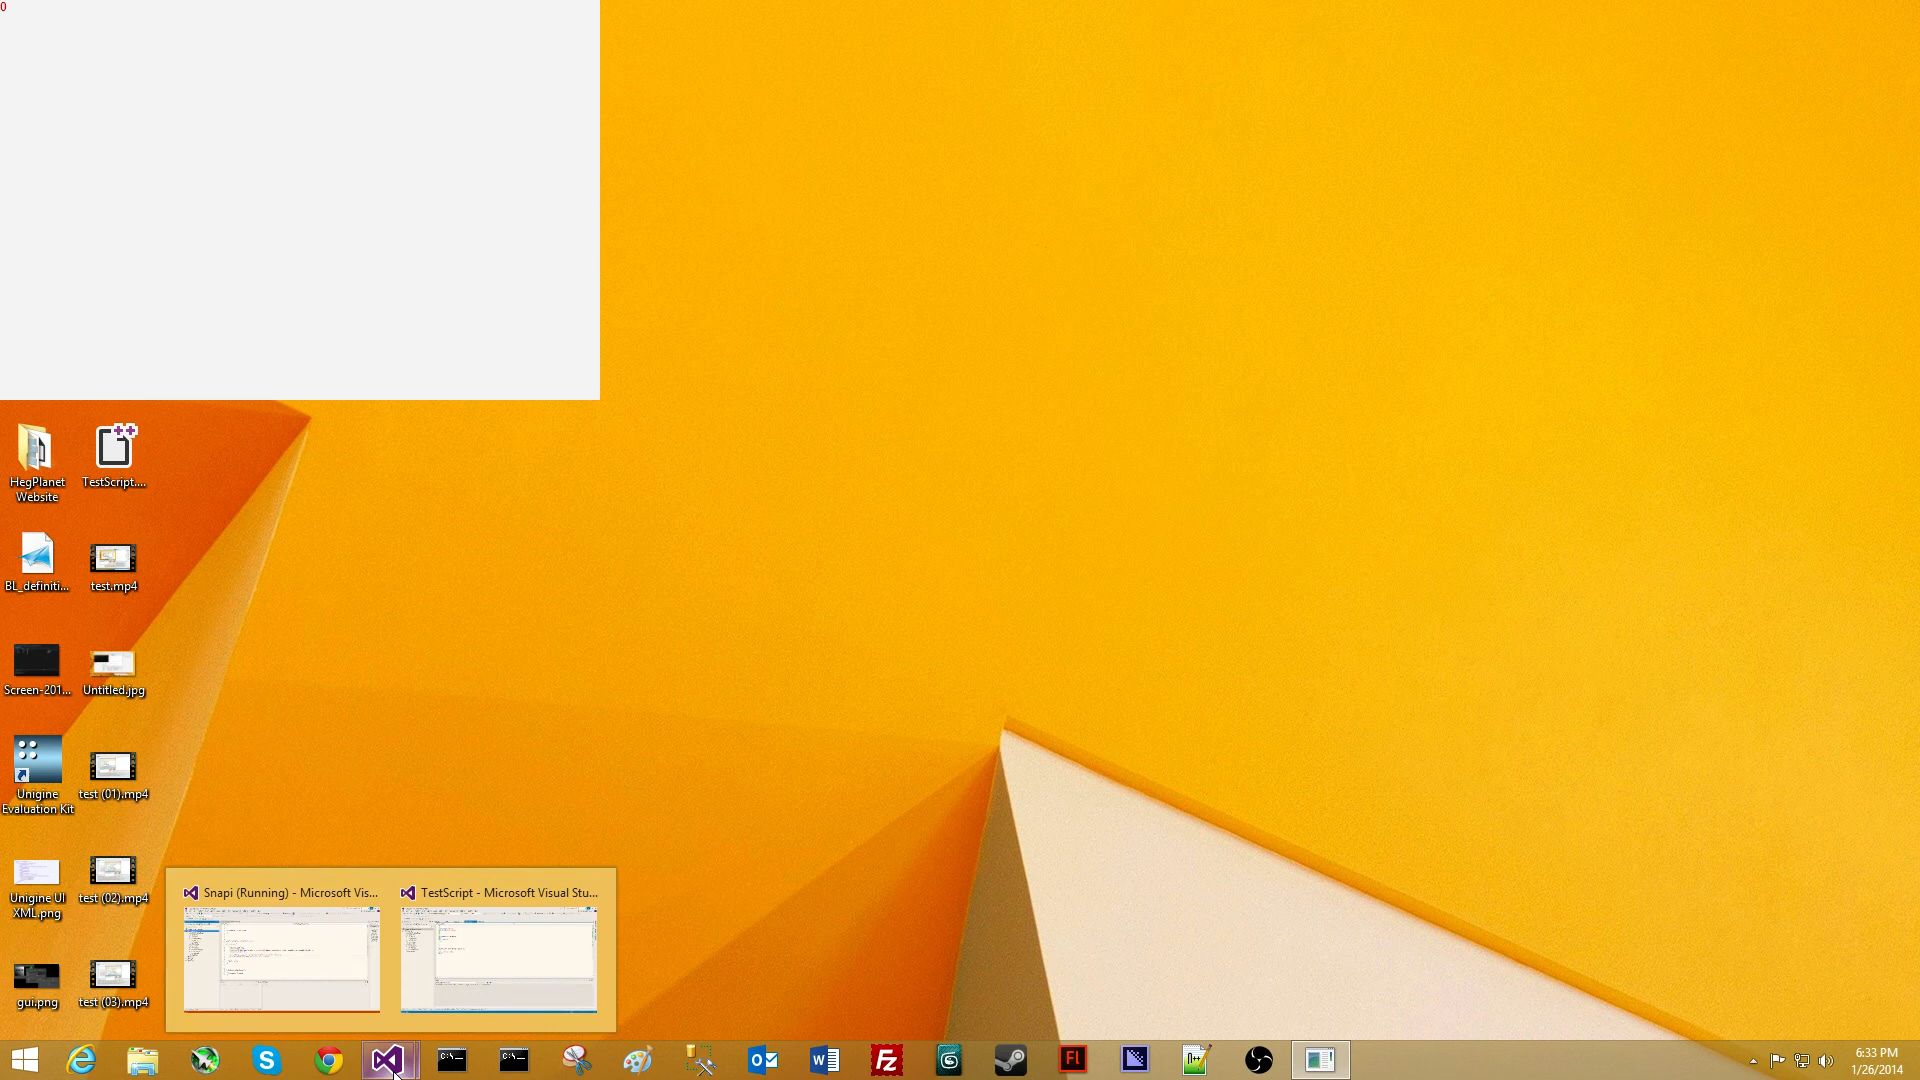 0
HegPlanet
Website
TestScript....
BL_definiti...
test.mp4
Screen-201...
Untitled.jpg
Unigine
Evaluation Kit
test (01).mp4
Unigine UI
XML.png
test (02).mp4
gui.png
test (03).mp4
Snapi (Running) - Microsoft Vis...
TestScript - Microsoft Visual Stu...
6:33 PM
1/26/2014